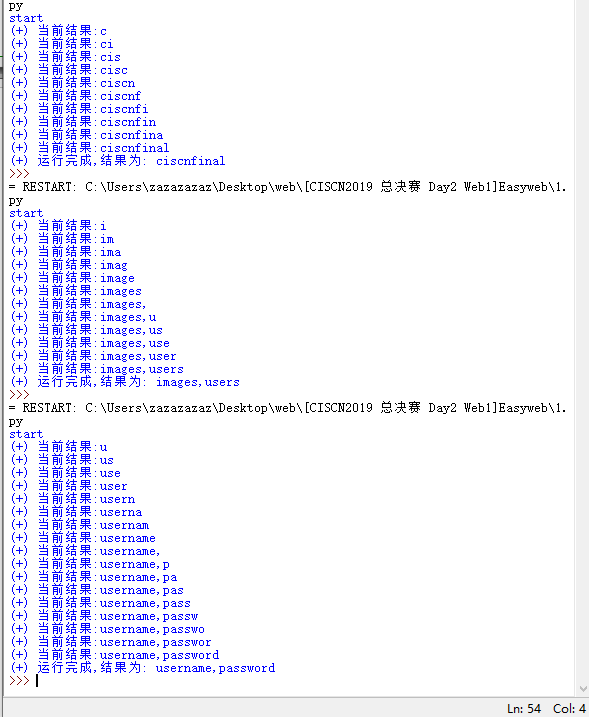 py
start
(+) 当前结果:c
(+) 当前结果:ci
(+) 当前结果:cis
(+) 当前结果:cisc
(+) 当前结果:ciscn
(+) 当前结果:ciscnf
(+) 当前结果:ciscnfi
(+) 当前结果:ciscnfin
(+) 当前结果:ciscnfina
(+) 当前结果:ciscnfinal
(+) 运行完成,结果为: ciscnfinal
>>>
= RESTART: C:\Users\zazazazaz\Desktop\web\[CISCN2019 总决赛 Day2 Web1]Easyweb\1.
py
start
(+) 当前结果:i
(+) 当前结果:im
(+) 当前结果:ima
(+) 当前结果:imag
(+) 当前结果:image
(+) 当前结果:images
(+) 当前结果:images,
(+) 当前结果:images,u
(+) 当前结果:images,us
(+) 当前结果:images,use
(+) 当前结果:images,user
(+) 当前结果:images,users
(+) 运行完成,结果为: images,users
>>>
= RESTART: C:\Users\zazazazaz\Desktop\web\[CISCN2019 总决赛 Day2 Web1]Easyweb\1.
py
start
(+) 当前结果:u
(+) 当前结果:us
(+) 当前结果:use
(+) 当前结果:user
(+) 当前结果:usern
(+) 当前结果:userna
(+) 当前结果:usernam
(+) 当前结果:username
(+) 当前结果:username,
(+) 当前结果:username,p
(+) 当前结果:username,pa
(+) 当前结果:username,pas
(+) 当前结果:username,pass
(+) 当前结果:username,passw
(+) 当前结果:username,passwo
(+) 当前结果:username,passwor
(+) 当前结果:username,password
(+) 运行完成,结果为: username,password
>>>
Ln: 54 Col: 4